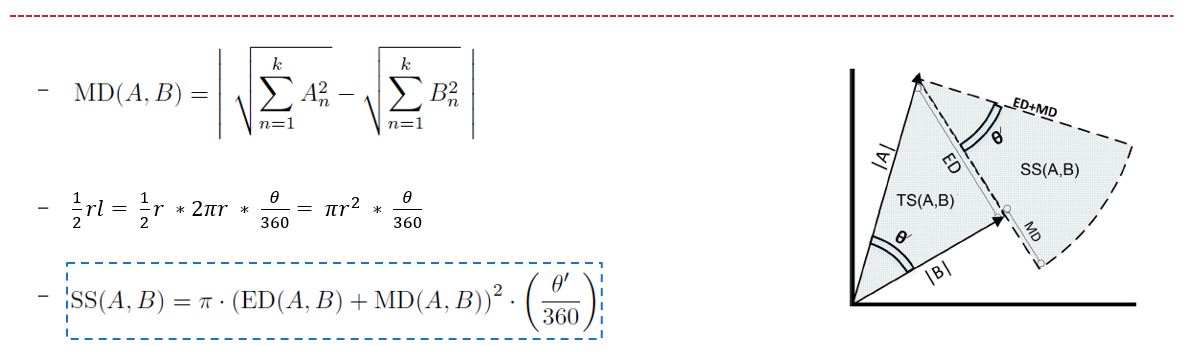 – MD(A, B) = | √(∑_{n=1}^{k} A_n^2) − √(∑_{n=1}^{k} B_n^2) |
– 1/2 rl = 1/2 r * 2πr * θ/360 = πr^2 * θ/360
– SS(A, B) = π · (ED(A, B) + MD(A, B))^2 · (θ′/360)
ED+MD
θ′
|A|
ED
SS(A,B)
TS(A,B)
θ′
MD
|B|